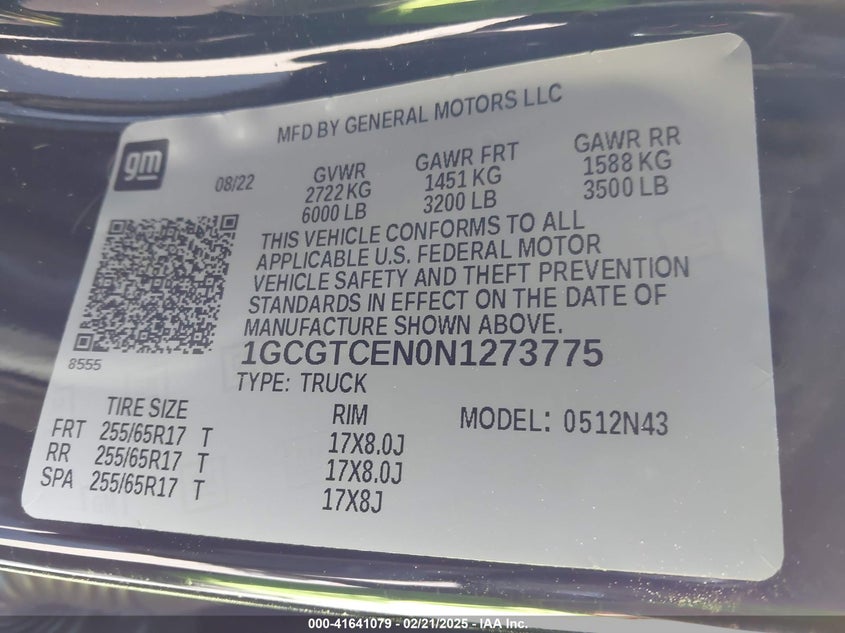 MFD BY GENERAL MOTORS LLC
gm
08/22
GVWR
2722 KG
6000 LB
GAWR FRT
1451 KG
3200 LB
GAWR RR
1588 KG
3500 LB
THIS VEHICLE CONFORMS TO ALL
APPLICABLE U.S. FEDERAL MOTOR
VEHICLE SAFETY AND THEFT PREVENTION
STANDARDS IN EFFECT ON THE DATE OF
MANUFACTURE SHOWN ABOVE.
8555
1GCGTCEN0N1273775
TYPE: TRUCK
TIRE SIZE
RIM
MODEL: 0512N43
FRT 255/65R17 T 17X8.0J
RR 255/65R17 T 17X8.0J
SPA 255/65R17 T 17X8J
000-41641079 — 02/21/2025 — IAA Inc.